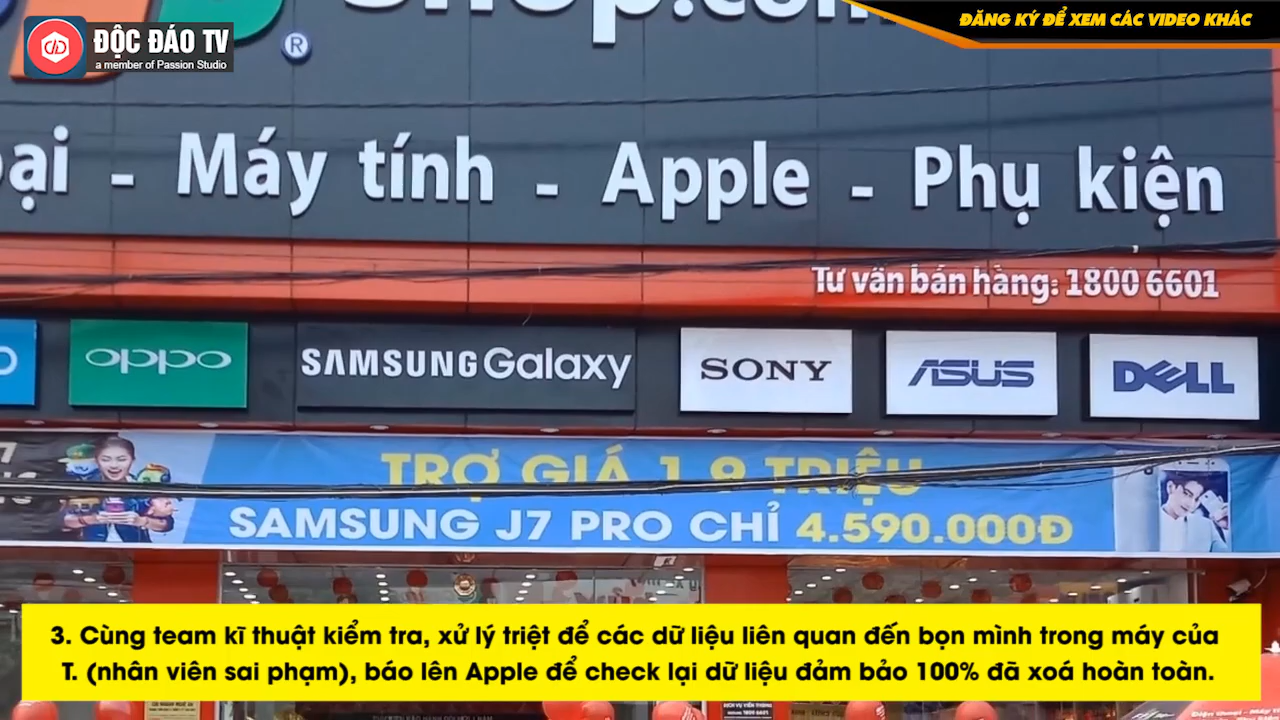 Shop.com
ĐĂNG KÝ ĐỂ XEM CÁC VIDEO KHÁC
ĐỘC ĐÁO TV
a member of Passion Studio
®
oại - Máy tính - Apple - Phụ kiện
Tư vấn bán hàng: 1800 6601
oppo
SAMSUNG Galaxy
SONY
ASUS
DELL
TRỢ GIÁ 1,9 TRIỆU
SAMSUNG J7 PRO CHỈ 4.590.000Đ
3. Cùng team kĩ thuật kiểm tra, xử lý triệt để các dữ liệu liên quan đến bọn mình trong máy của
T. (nhân viên sai phạm), báo lên Apple để check lại dữ liệu đảm bảo 100% đã xoá hoàn toàn.